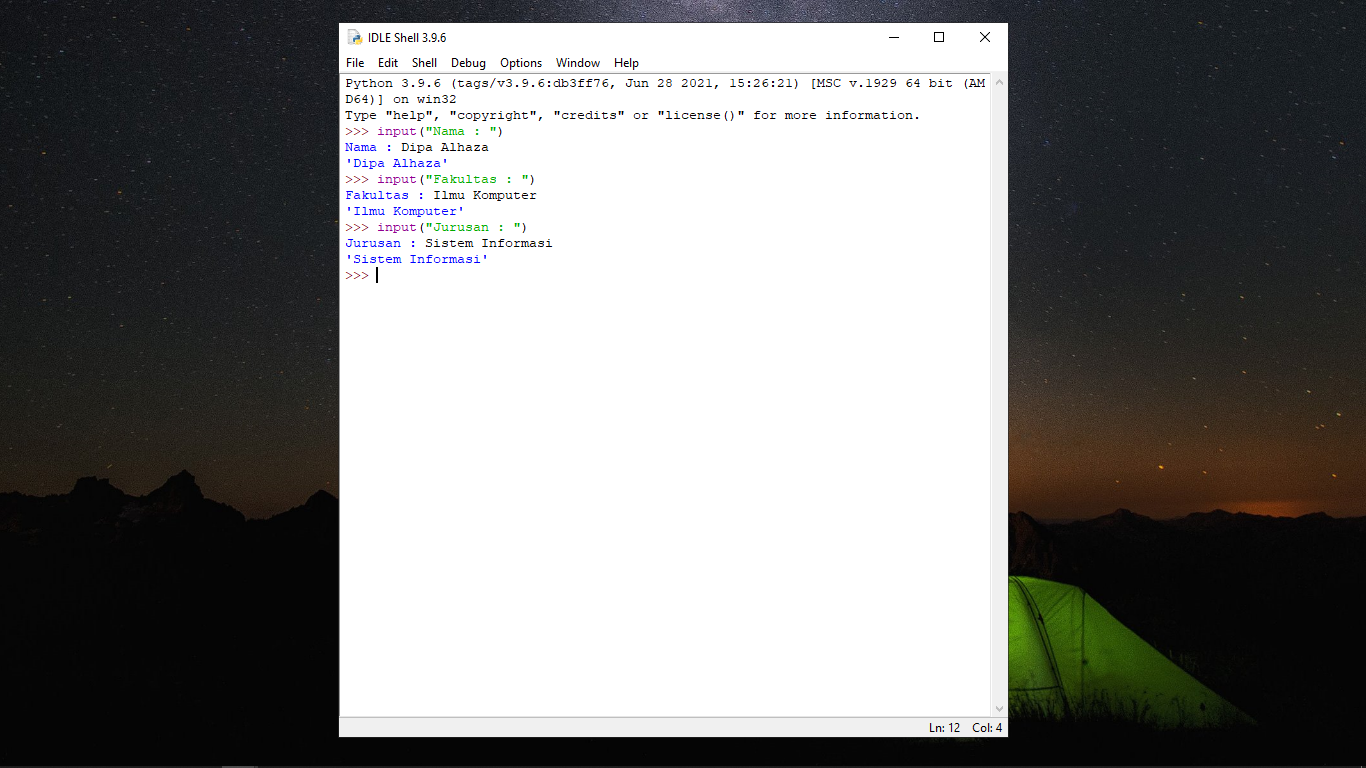 IDLE Shell 3.9.6
File Edit Shell Debug Options Window Help
Python 3.9.6 (tags/v3.9.6:db3ff76, Jun 28 2021, 15:26:21) [MSC v.1929 64 bit (AM
D64)] on win32
Type "help", "copyright", "credits" or "license()" for more information.
>>> input("Nama : ")
Nama : Dipa Alhaza
'Dipa Alhaza'
>>> input("Fakultas : ")
Fakultas : Ilmu Komputer
'Ilmu Komputer'
>>> input("Jurusan : ")
Jurusan : Sistem Informasi
'Sistem Informasi'
>>>
Ln: 12 Col: 4